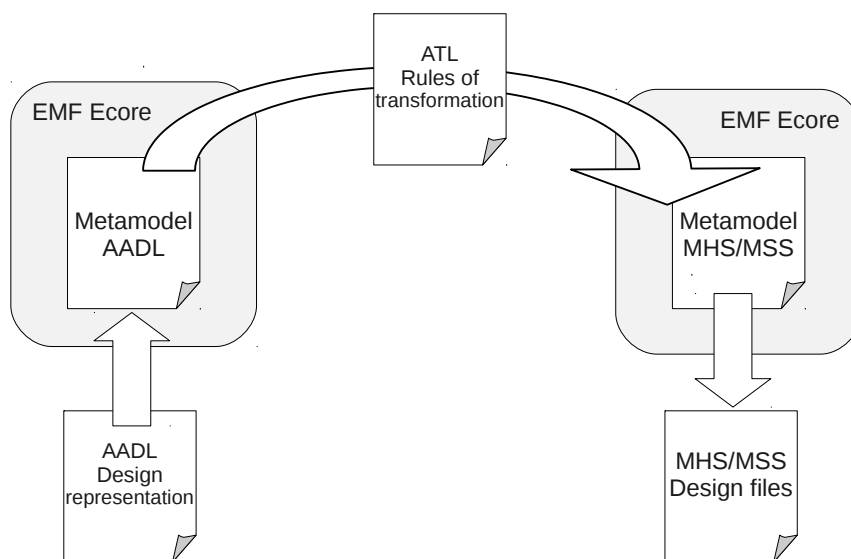 ATL
Rules of
transformation
EMF Ecore
EMF Ecore
Metamodel
AADL
Metamodel
MHS/MSS
AADL
Design
representation
MHS/MSS
Design files